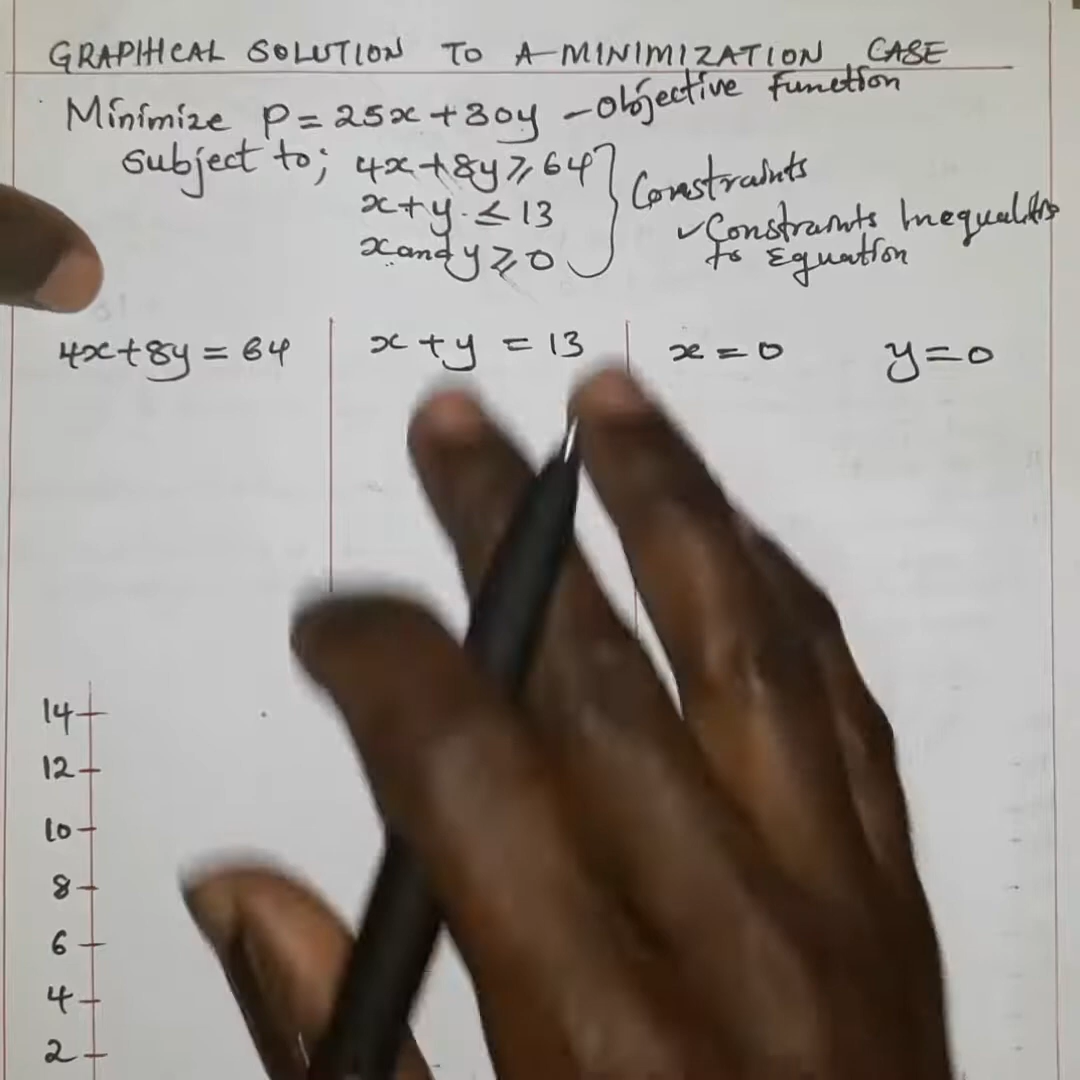 GRAPHICAL SOLUTION TO A MINIMIZATION CASE
Minimize P = 25x + 30y – Objective Function
Subject to; 4x + 8y ≥ 64
x + y ≤ 13
x and y ≥ 0
Constraints
✓Constraints Inequalities
to Equation
4x + 8y = 64
x + y = 13
x = 0
y = 0
14
12
10
8
6
4
2